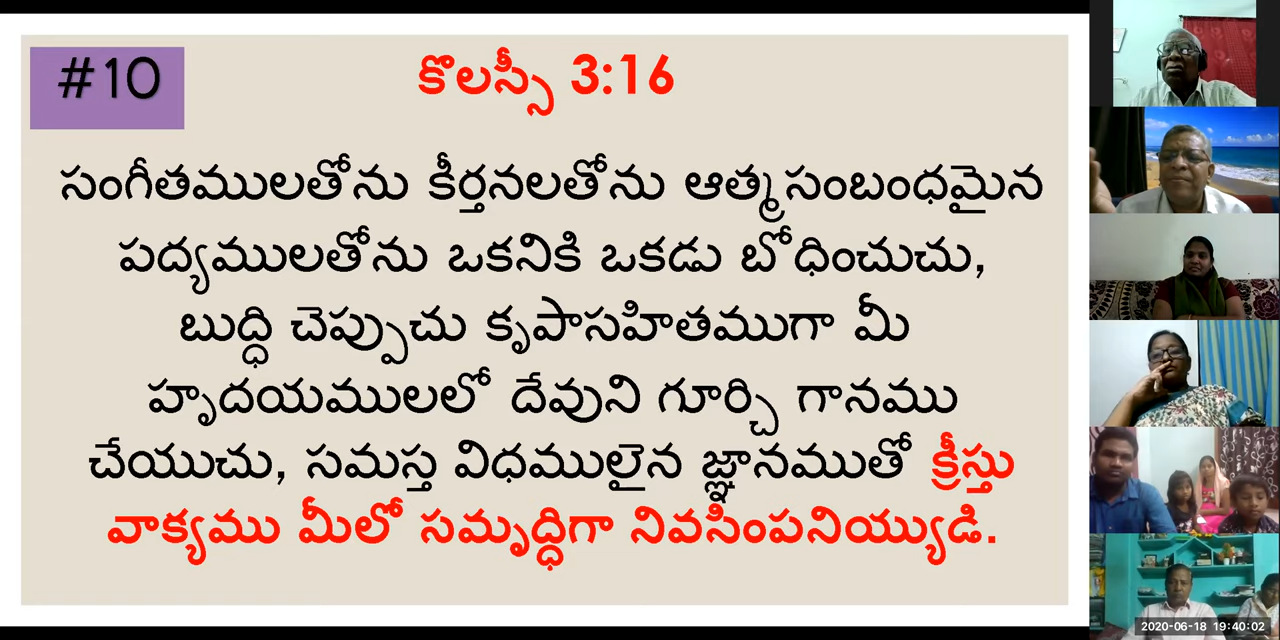 #10
కొలస్సీ 3:16
సంగీతములతోను కీర్తనలతోను ఆత్మసంబంధమైన
పద్యములతోను ఒకనికి ఒకడు బోధించుచు,
బుద్ధి చెప్పుచు కృపాసహితముగా మీ
హృదయములలో దేవుని గూర్చి గానము
చేయుచు, సమస్త విధములైన జ్ఞానముతో క్రీస్తు
వాక్యము మీలో సమృద్ధిగా నివసింపనియ్యుడి.
2020-06-18 19:40:02